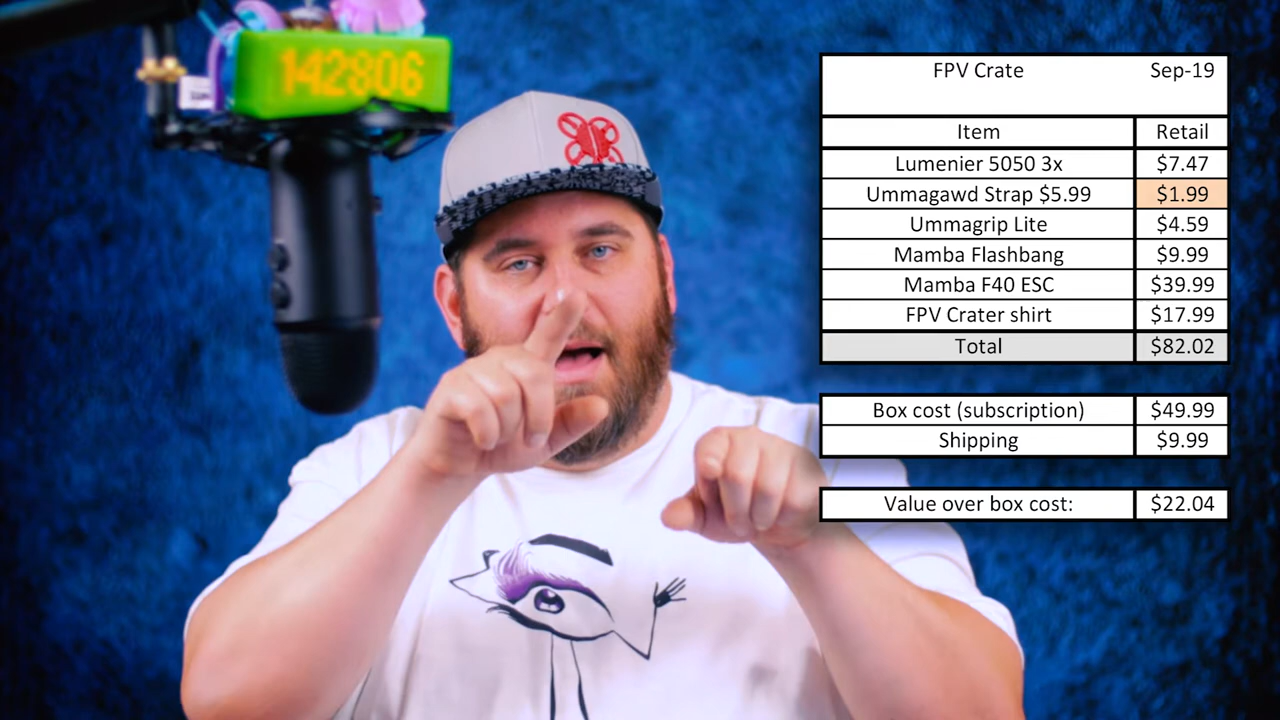 142806
FPV Crate Sep-19
Item Retail
Lumenier 5050 3x $7.47
Ummagawd Strap $5.99 $1.99
Ummagrip Lite $4.59
Mamba Flashbang $9.99
Mamba F40 ESC $39.99
FPV Crater shirt $17.99
Total $82.02
Box cost (subscription) $49.99
Shipping $9.99
Value over box cost: $22.04